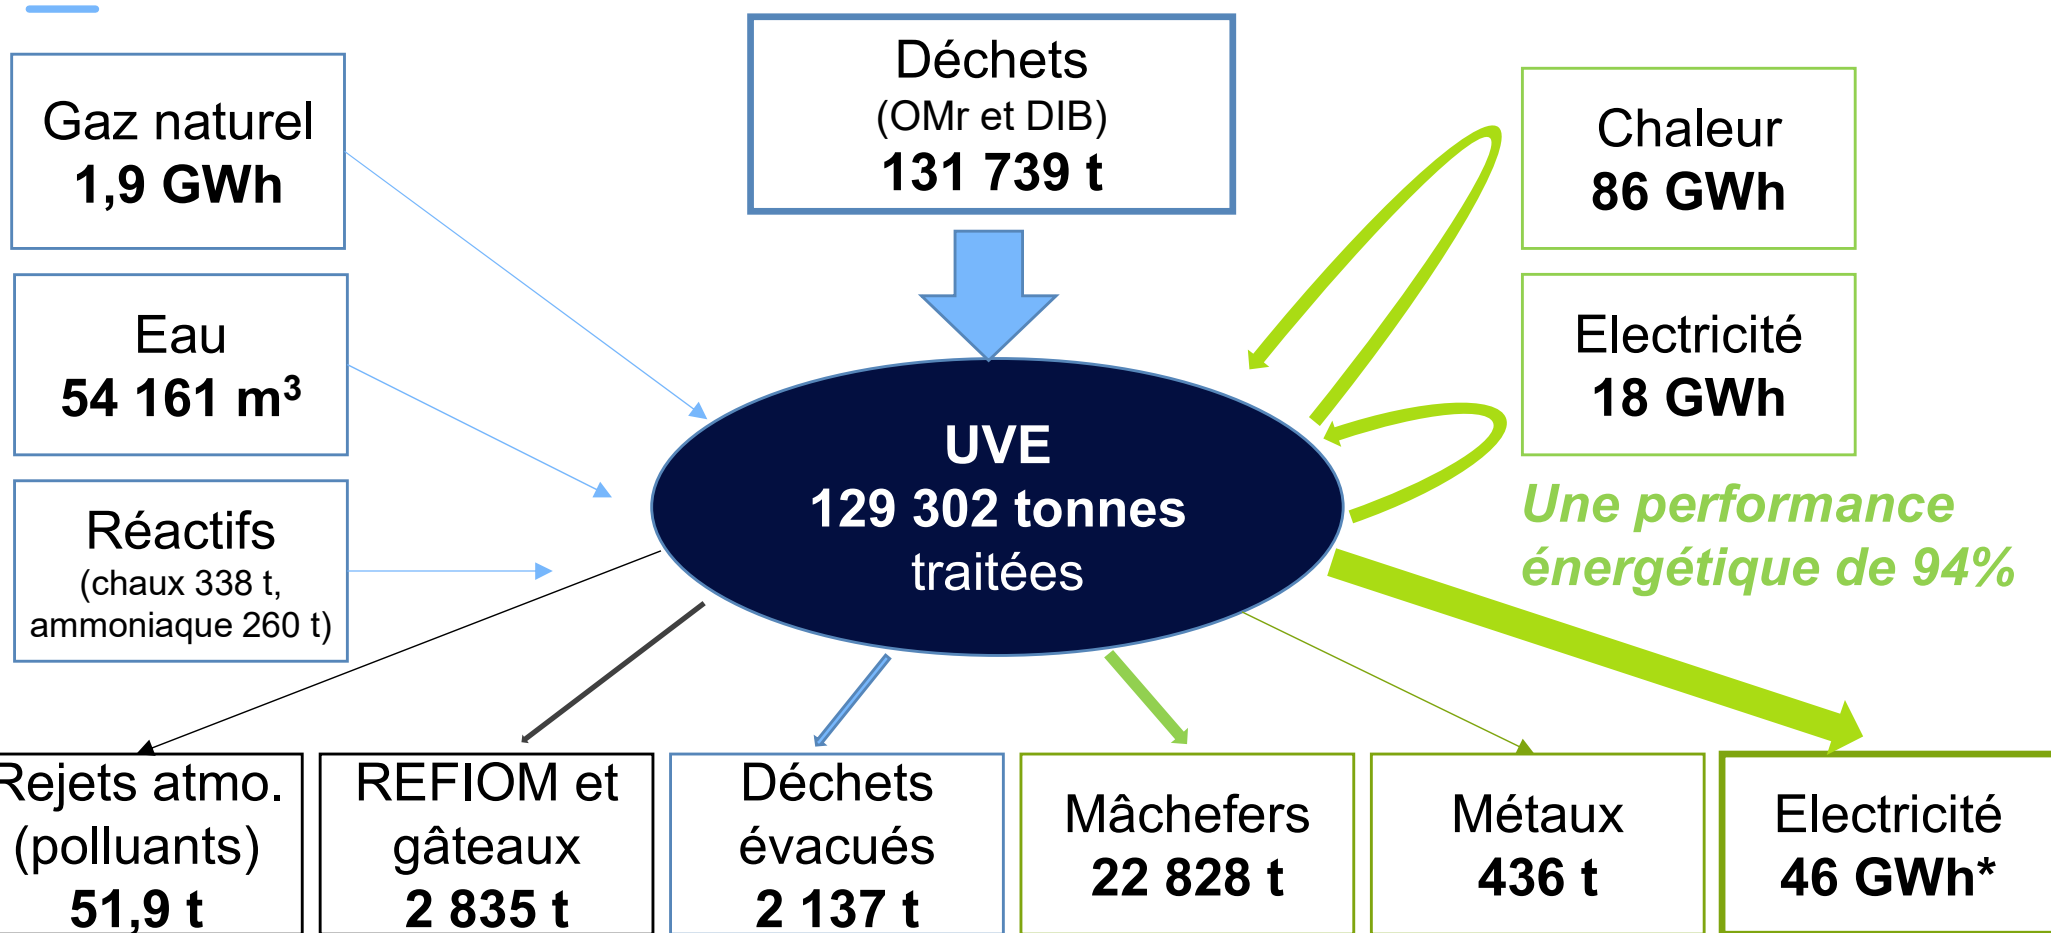 Gaz naturel
1,9 GWh
Déchets
(OMr et DIB)
131 739 t
Chaleur
86 GWh
Eau
54 161 m³
Electricité
18 GWh
Réactifs
(chaux 338 t,
ammoniaque 260 t)
UVE
129 302 tonnes
traitées
Une performance
énergétique de 94%
Rejets atmo.
(polluants)
51,9 t
REFIOM et
gâteaux
2 835 t
Déchets
évacués
2 137 t
Mâchefers
22 828 t
Métaux
436 t
Electricité
46 GWh*